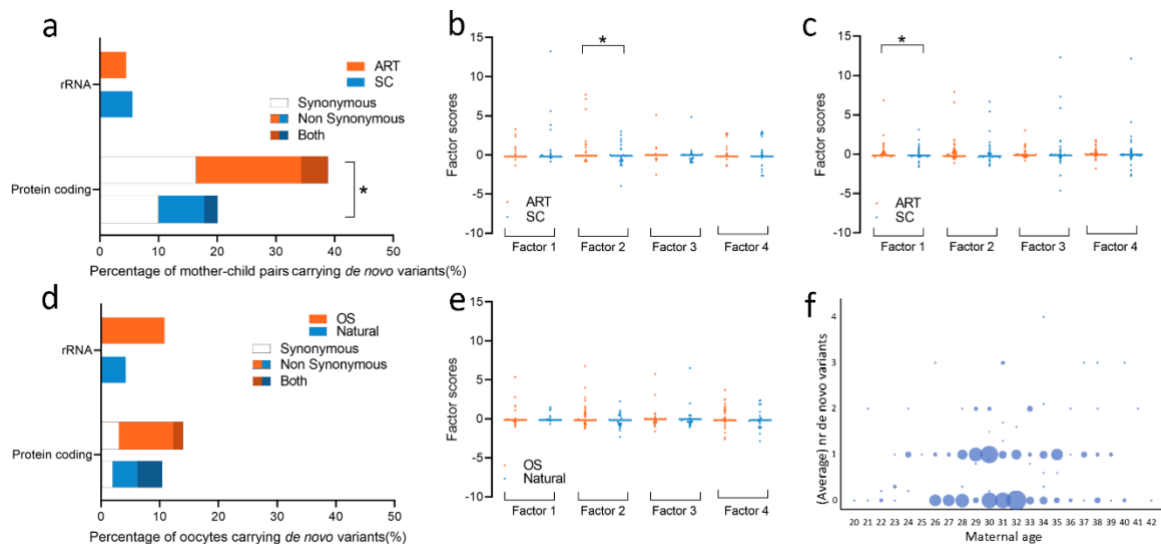 a
rRNA
ART
SC
Synonymous
Non Synonymous
Both
Protein coding
*
0 10 20 30 40 50
Percentage of mother-child pairs carrying de novo variants(%)
b
Factor scores
15
10
5
0
-5
-10
*
ART
SC
Factor 1 Factor 2 Factor 3 Factor 4
c
Factor scores
15
10
5
0
-5
-10
*
ART
SC
Factor 1 Factor 2 Factor 3 Factor 4
d
rRNA
OS
Natural
Synonymous
Non Synonymous
Both
Protein coding
0 10 20 30 40 50
Percentage of oocytes carrying de novo variants(%)
e
Factor scores
15
10
5
0
-5
-10
OS
Natural
Factor 1 Factor 2 Factor 3 Factor 4
f
(Average) nr de novo variants
4
3
2
1
0
20 21 22 23 24 25 26 27 28 29 30 31 32 33 34 35 36 37 38 39 40 41 42
Maternal age